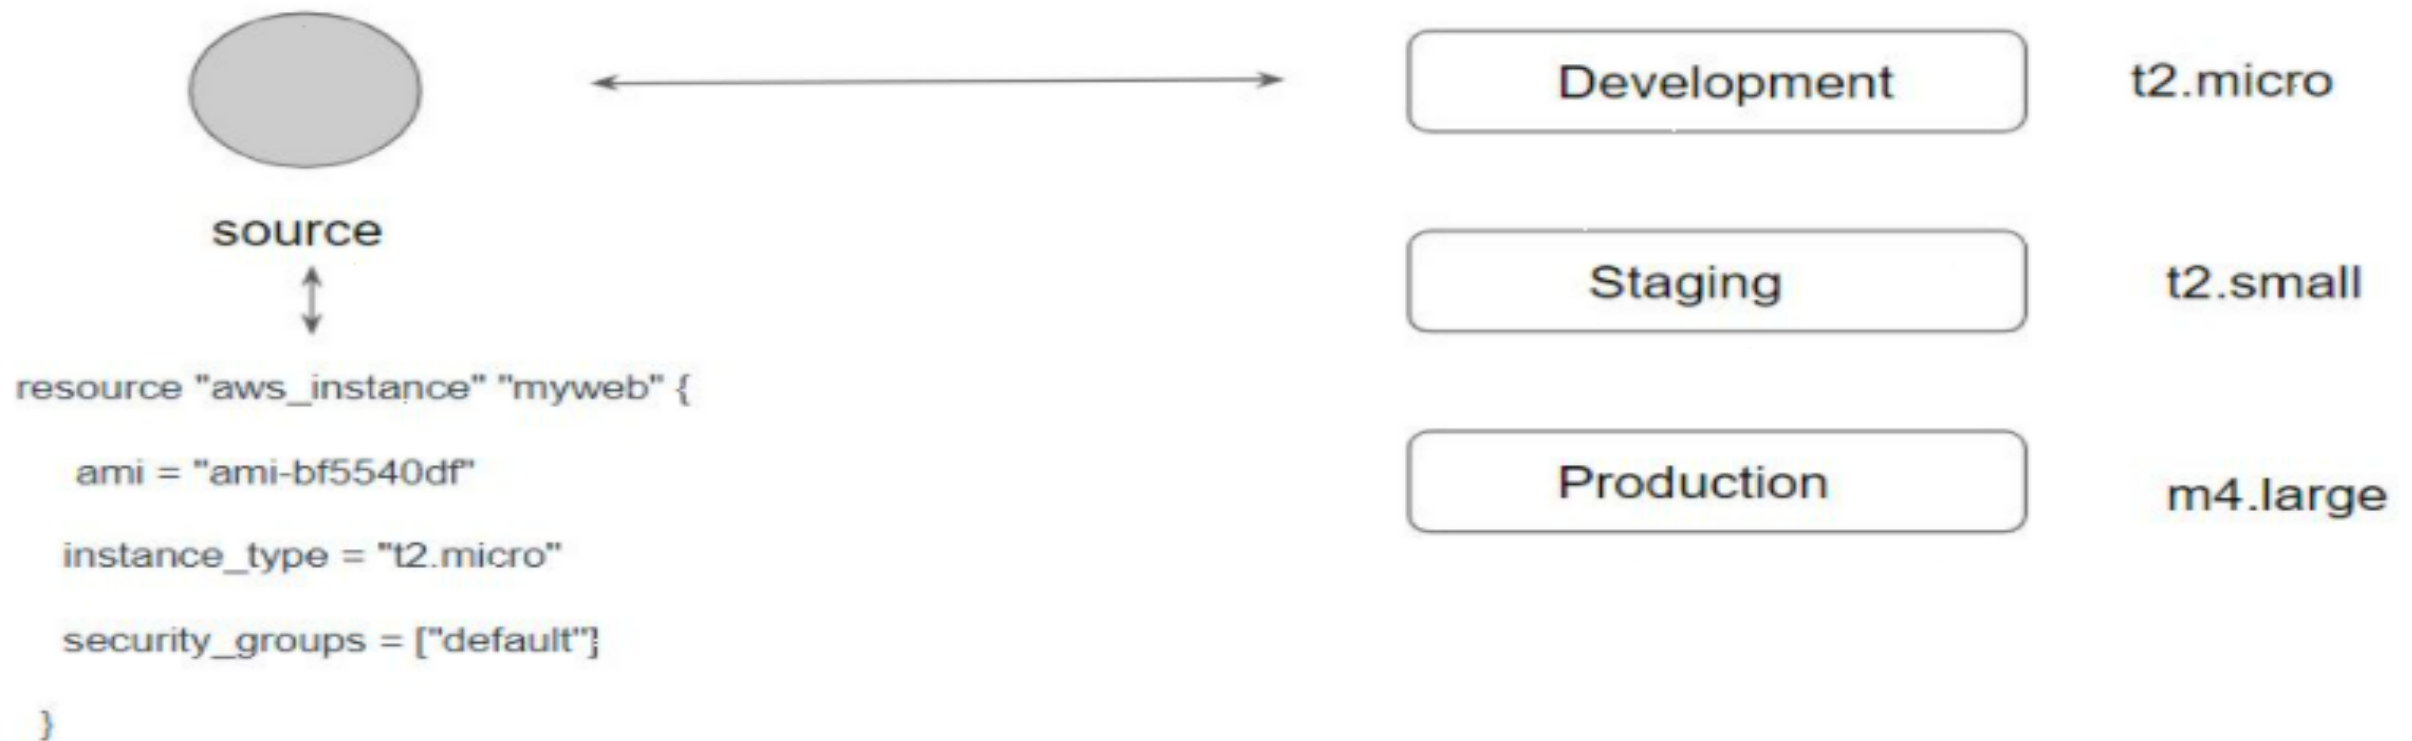 Development t2.micro
source
Staging t2.small
resource "aws_instance" "myweb" {
ami = "ami-bf5540df"
Production m4.large
instance_type = "t2.micro"
security_groups = ["default"]
}